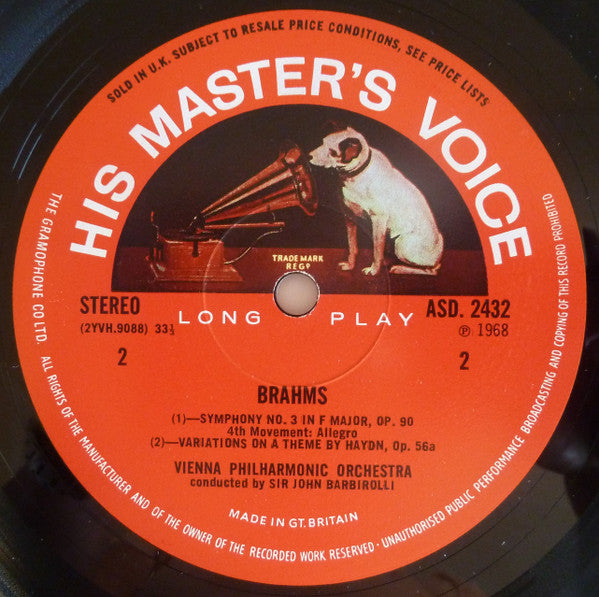 SOLD IN U.K. SUBJECT TO RESALE PRICE CONDITIONS, SEE PRICE LISTS
HIS MASTER'S VOICE
TRADE MARK
REGD
STEREO
ASD. 2432
(2YVH.9088) 33⅓
LONG PLAY
℗ 1968
2
2
BRAHMS
(1)—SYMPHONY NO. 3 IN F MAJOR, OP. 90
4th Movement: Allegro
(2)—VARIATIONS ON A THEME BY HAYDN, Op. 56a
VIENNA PHILHARMONIC ORCHESTRA
conducted by SIR JOHN BARBIROLLI
MADE IN GT. BRITAIN
THE GRAMOPHONE CO LTD. ALL RIGHTS OF THE MANUFACTURER AND OF THE OWNER OF THE RECORDED WORK RESERVED · UNAUTHORISED PUBLIC PERFORMANCE BROADCASTING AND COPYING OF THIS RECORD PROHIBITED